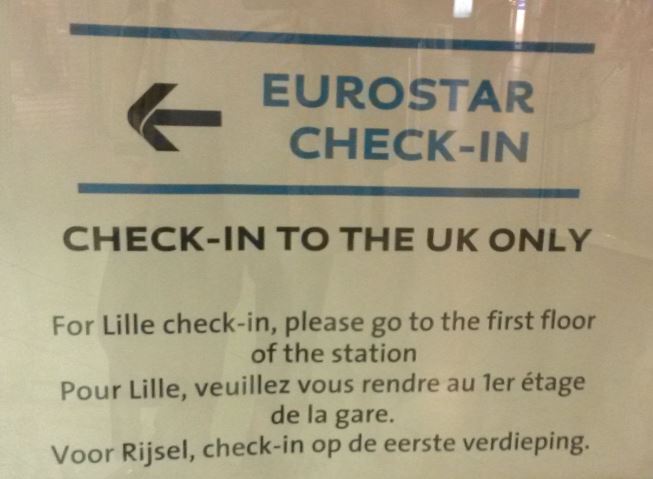 EUROSTAR
CHECK-IN
CHECK-IN TO THE UK ONLY
For Lille check-in, please go to the first floor
of the station
Pour Lille, veuillez vous rendre au 1er étage
de la gare.
Voor Rijsel, check-in op de eerste verdieping.